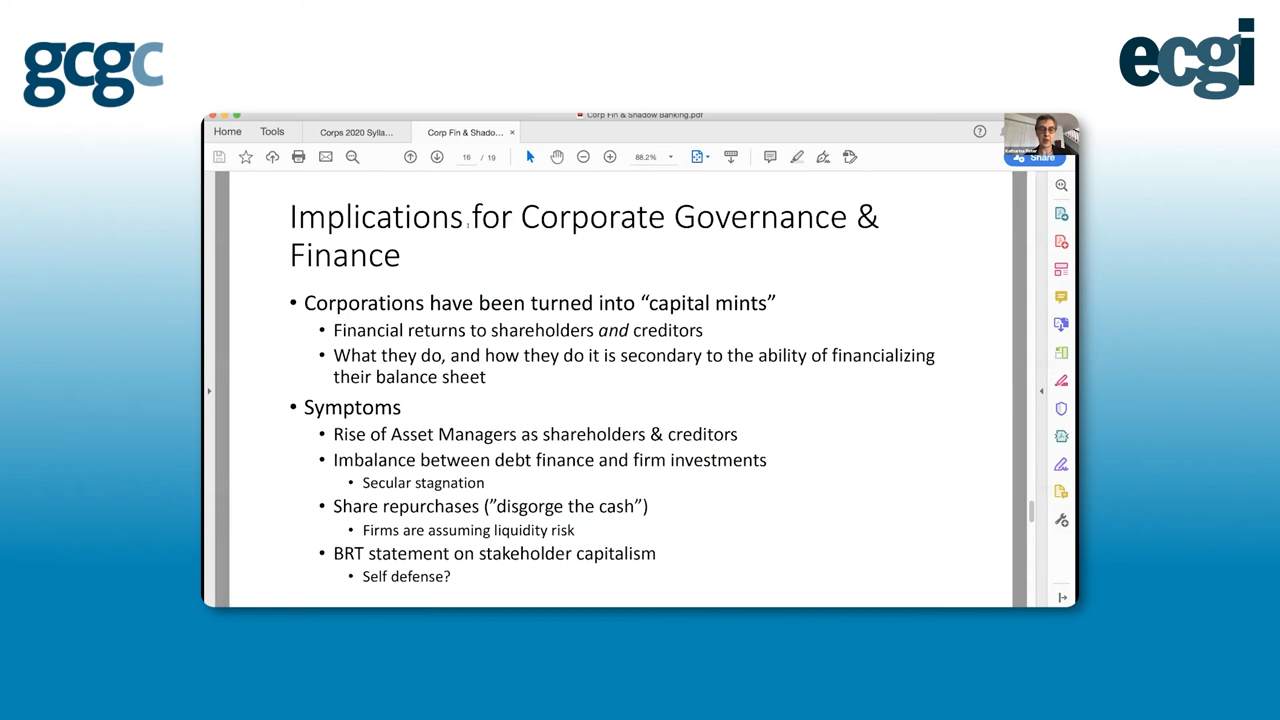 gcgc
ecgi
Corp Fin & Shadow Banking.pdf
Home Tools Corps 2020 Sylla... Corp Fin & Shado... ×
16 / 19 88.2% Share
Implications for Corporate Governance &
Finance
• Corporations have been turned into “capital mints”
• Financial returns to shareholders and creditors
• What they do, and how they do it is secondary to the ability of financializing
their balance sheet
• Symptoms
• Rise of Asset Managers as shareholders & creditors
• Imbalance between debt finance and firm investments
• Secular stagnation
• Share repurchases (”disgorge the cash”)
• Firms are assuming liquidity risk
• BRT statement on stakeholder capitalism
• Self defense?